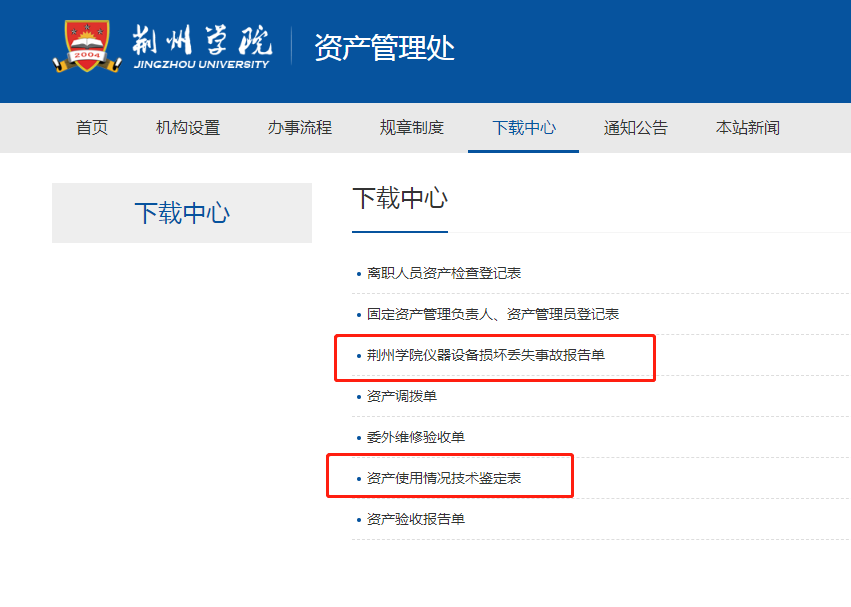 荆州学院
JINGZHOU UNIVERSITY
2004
资产管理处
首页 机构设置 办事流程 规章制度 下载中心 通知公告 本站新闻
下载中心
下载中心
离职人员资产检查登记表
固定资产管理负责人、资产管理员登记表
荆州学院仪器设备损坏丢失事故报告单
资产调拨单
委外维修验收单
资产使用情况技术鉴定表
资产验收报告单